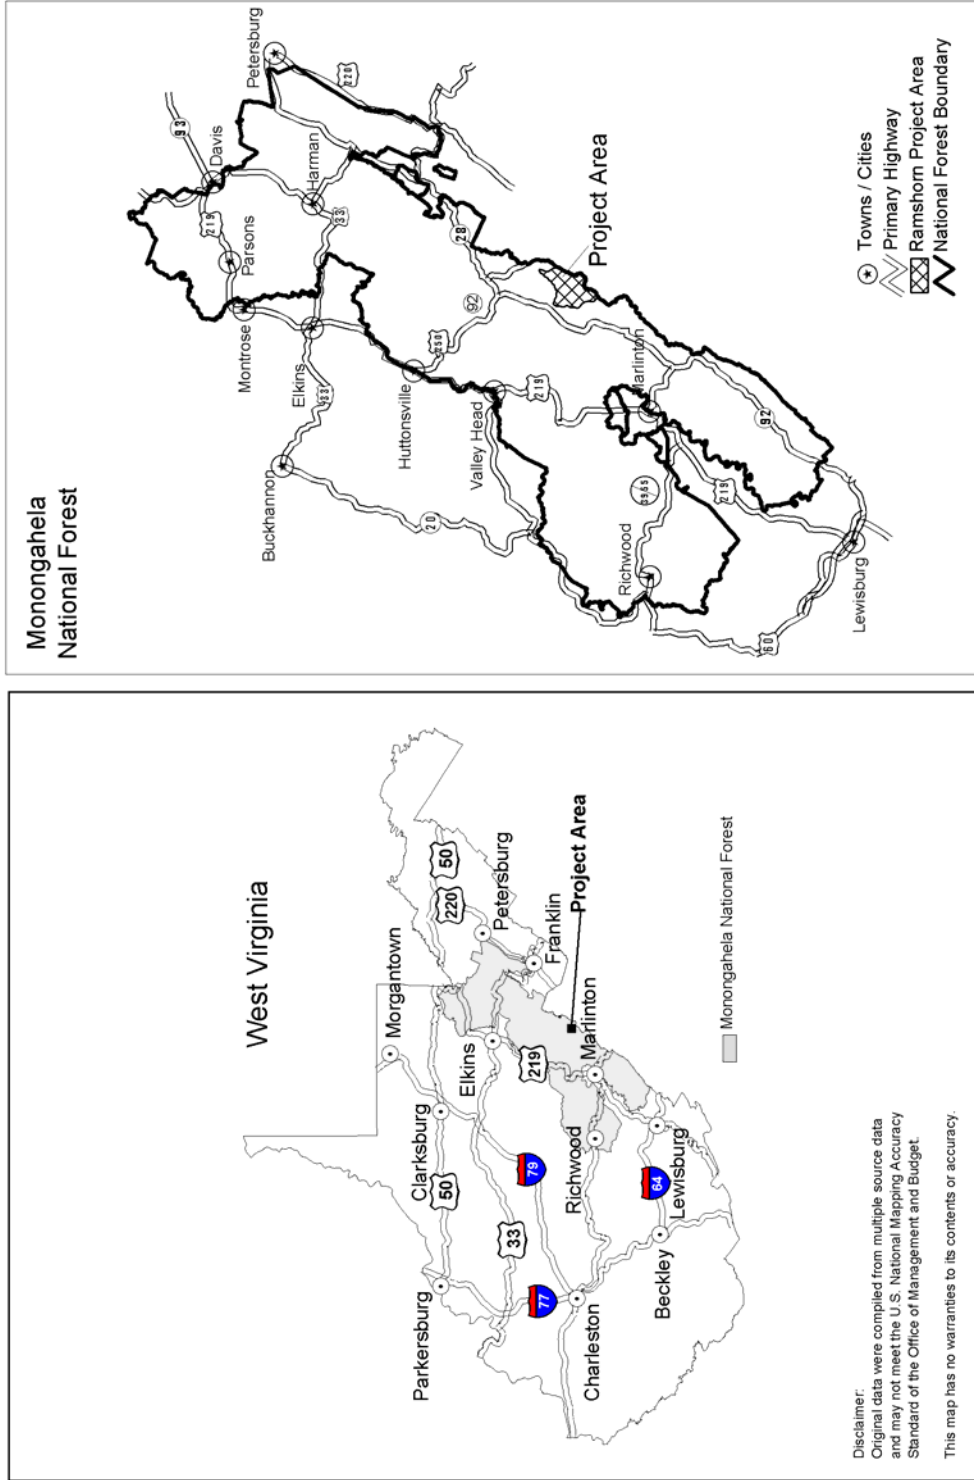 West Virginia
Morgantown
Clarksburg
Parkersburg
50
50
220
Petersburg
Elkins
33
79
77
219
Franklin
Project Area
Charleston
Richwood
Marlinton
64
Beckley
Lewisburg
Monongahela National Forest
Disclaimer:
Original data were compiled from multiple source data
and may not meet the U.S. National Mapping Accuracy
Standard of the Office of Management and Budget.
This map has no warranties to its contents or accuracy.
Monongahela
National Forest
93
Davis
219
Parsons
Montrose
Petersburg
220
Harman
33
Elkins
33
Buckhannon
20
Huttonsville
250
92
28
Valley Head
219
Project Area
Marlinton
39,55
Richwood
219
92
60
Lewisburg
Towns / Cities
Primary Highway
Ramshorn Project Area
National Forest Boundary